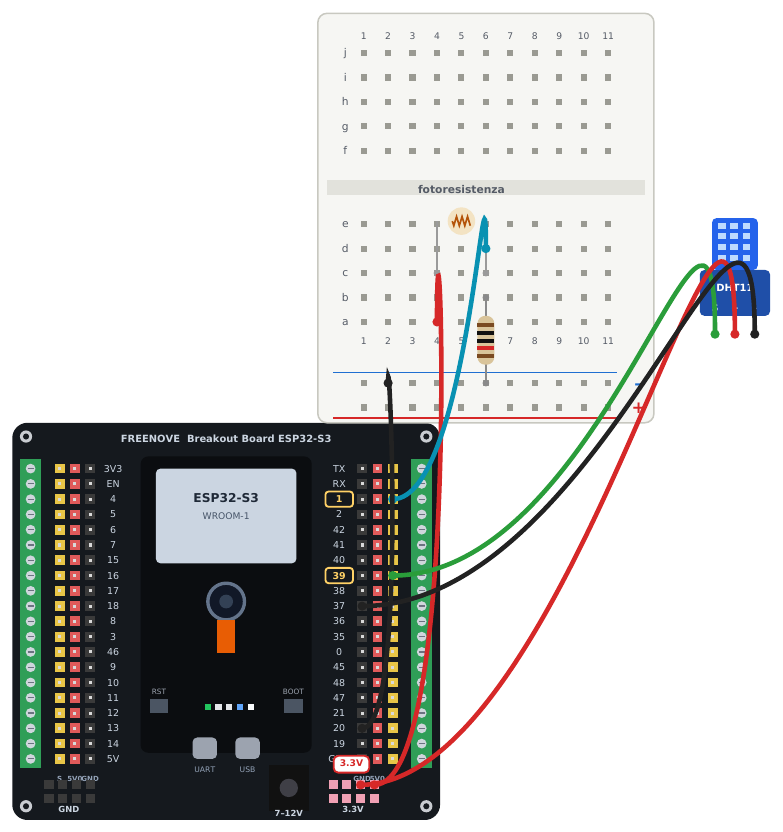 1 2 3 4 5 6 7 8 9 10 11
j
i
h
g
f
fotoresistenza
e
d
c
b
a
1 2 3 4 5 6 7 8 9 10 11
-
+
DHT11
FREENOVE Breakout Board ESP32-S3
ESP32-S3
WROOM-1
3V3
EN
4
5
6
7
15
16
17
18
8
3
46
9
10
11
12
13
14
5V
TX
RX
1
2
42
41
40
39
38
37
36
35
0
45
48
47
21
20
19
RST
BOOT
UART
USB
3.3V
S 5V0 GND
GND 5V0
GND
7-12V
3.3V